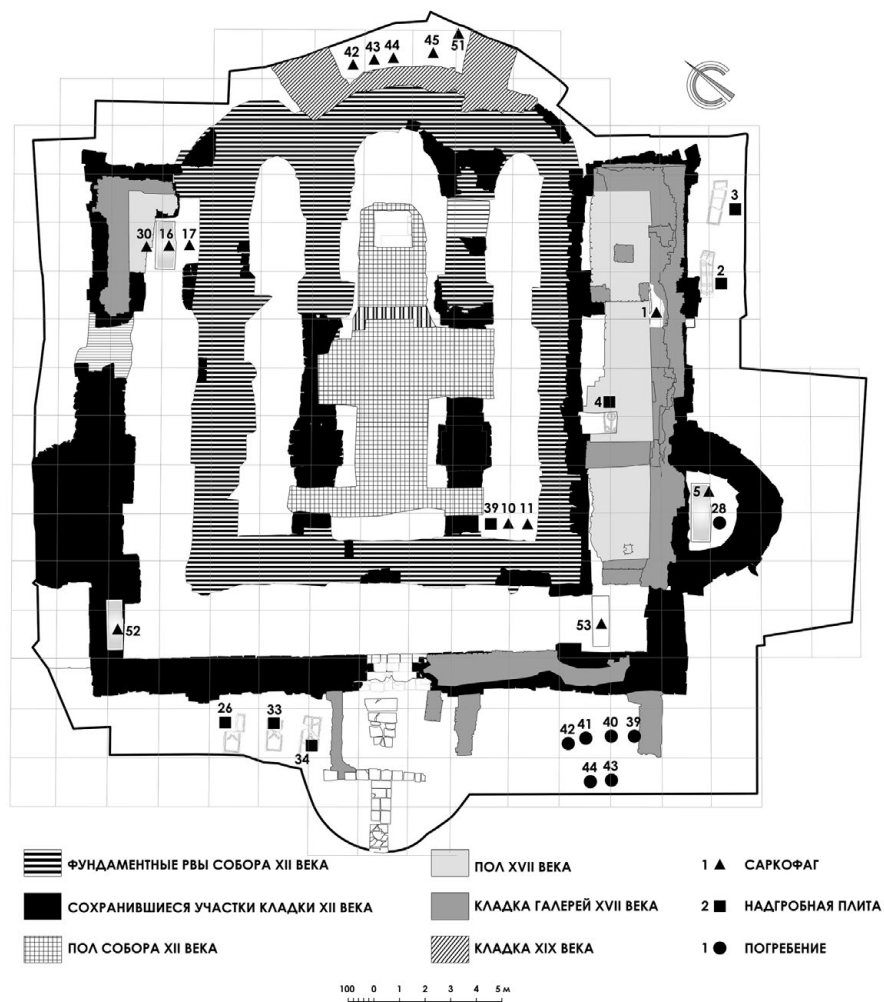 42 43 44 45 51
3
30 16 17
2
1
4
5
39 10 11
28
52
53
26 33
34
42 41 40 39
44 43
ФУНДАМЕНТНЫЕ РВЫ СОБОРА XII ВЕКА
СОХРАНИВШИЕСЯ УЧАСТКИ КЛАДКИ XII ВЕКА
ПОЛ СОБОРА XII ВЕКА
ПОЛ XVII ВЕКА
КЛАДКА ГАЛЕРЕЙ XVII ВЕКА
КЛАДКА XIX ВЕКА
1 ▲ САРКОФАГ
2 ■ НАДГРОБНАЯ ПЛИТА
1 ● ПОГРЕБЕНИЕ
100 0 1 2 3 4 5 м